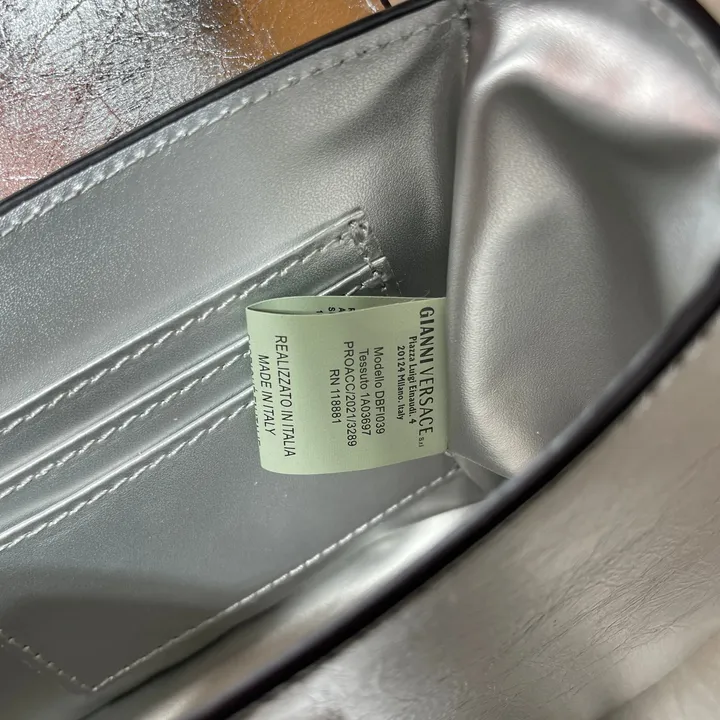 GIANNI VERSACE S.r.l
Piazza Luigi Einaudi. 4
20124 Milano. Italy
Modello DBFI039
Tessuto 1A03697
PROACC/2021/3289
RN 118881
REALIZZATO IN ITALIA
MADE IN ITALY